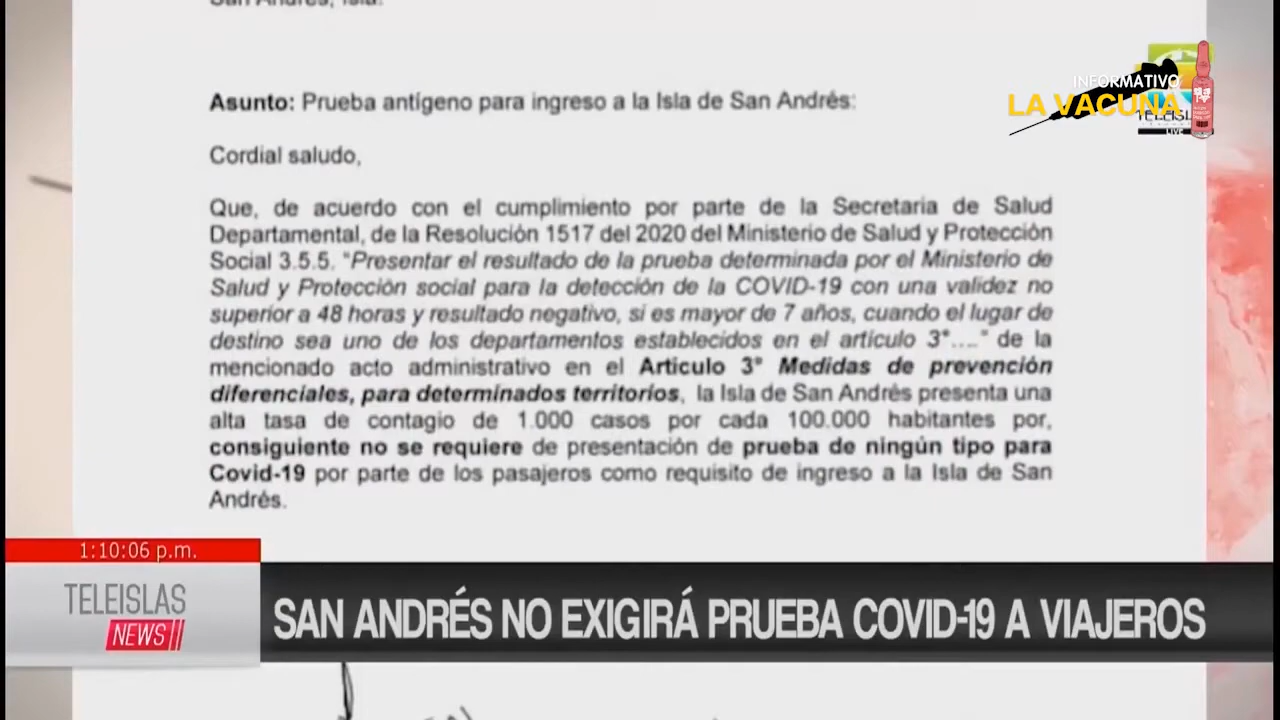 San Andrés, Isla.
Asunto: Prueba antígeno para ingreso a la Isla de San Andrés:
INFORMATIVO
LA VACUNA
TELEISL
LIVE
Cordial saludo,
Que, de acuerdo con el cumplimiento por parte de la Secretaria de Salud
Departamental, de la Resolución 1517 del 2020 del Ministerio de Salud y Protección
Social 3.5.5. “Presentar el resultado de la prueba determinada por el Ministerio de
Salud y Protección social para la detección de la COVID-19 con una validez no
superior a 48 horas y resultado negativo, si es mayor de 7 años, cuando el lugar de
destino sea uno de los departamentos establecidos en el artículo 3°....” de la
mencionado acto administrativo en el Articulo 3° Medidas de prevención
diferenciales, para determinados territorios, la Isla de San Andrés presenta una
alta tasa de contagio de 1.000 casos por cada 100.000 habitantes por,
consiguiente no se requiere de presentación de prueba de ningún tipo para
Covid-19 por parte de los pasajeros como requisito de ingreso a la Isla de San
Andrés.
1:10:06 p.m.
TELEISLAS
NEWS
SAN ANDRÉS NO EXIGIRÁ PRUEBA COVID-19 A VIAJEROS